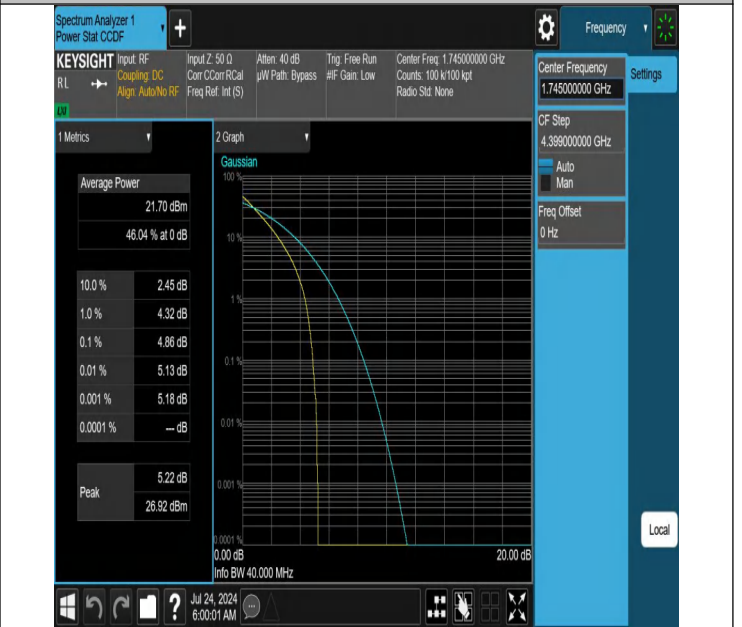 Spectrum Analyzer 1
Power Stat CCDF
+
Frequency
KEYSIGHT
RL
LXI
Input: RF
Coupling: DC
Align: Auto/No RF
Input Z: 50 Ω
Corr CCorr RCal
Freq Ref: Int (S)
Atten: 40 dB
µW Path: Bypass
Trig: Free Run
#IF Gain: Low
Center Freq: 1.745000000 GHz
Counts: 100 k/100 kpt
Radio Std: None
Center Frequency
1.745000000 GHz
Settings
CF Step
4.399000000 GHz
Auto
Man
Freq Offset
0 Hz
1 Metrics
Average Power
21.70 dBm
46.04 % at 0 dB
10.0 % 2.45 dB
1.0 % 4.32 dB
0.1 % 4.86 dB
0.01 % 5.13 dB
0.001 % 5.18 dB
0.0001 % --- dB
Peak
5.22 dB
26.92 dBm
2 Graph
Gaussian
100 %
10 %
1 %
0.1 %
0.01 %
0.001 %
0.0001 %
0.00 dB 20.00 dB
Info BW 40.000 MHz
Local
?
Jul 24, 2024
6:00:01 AM